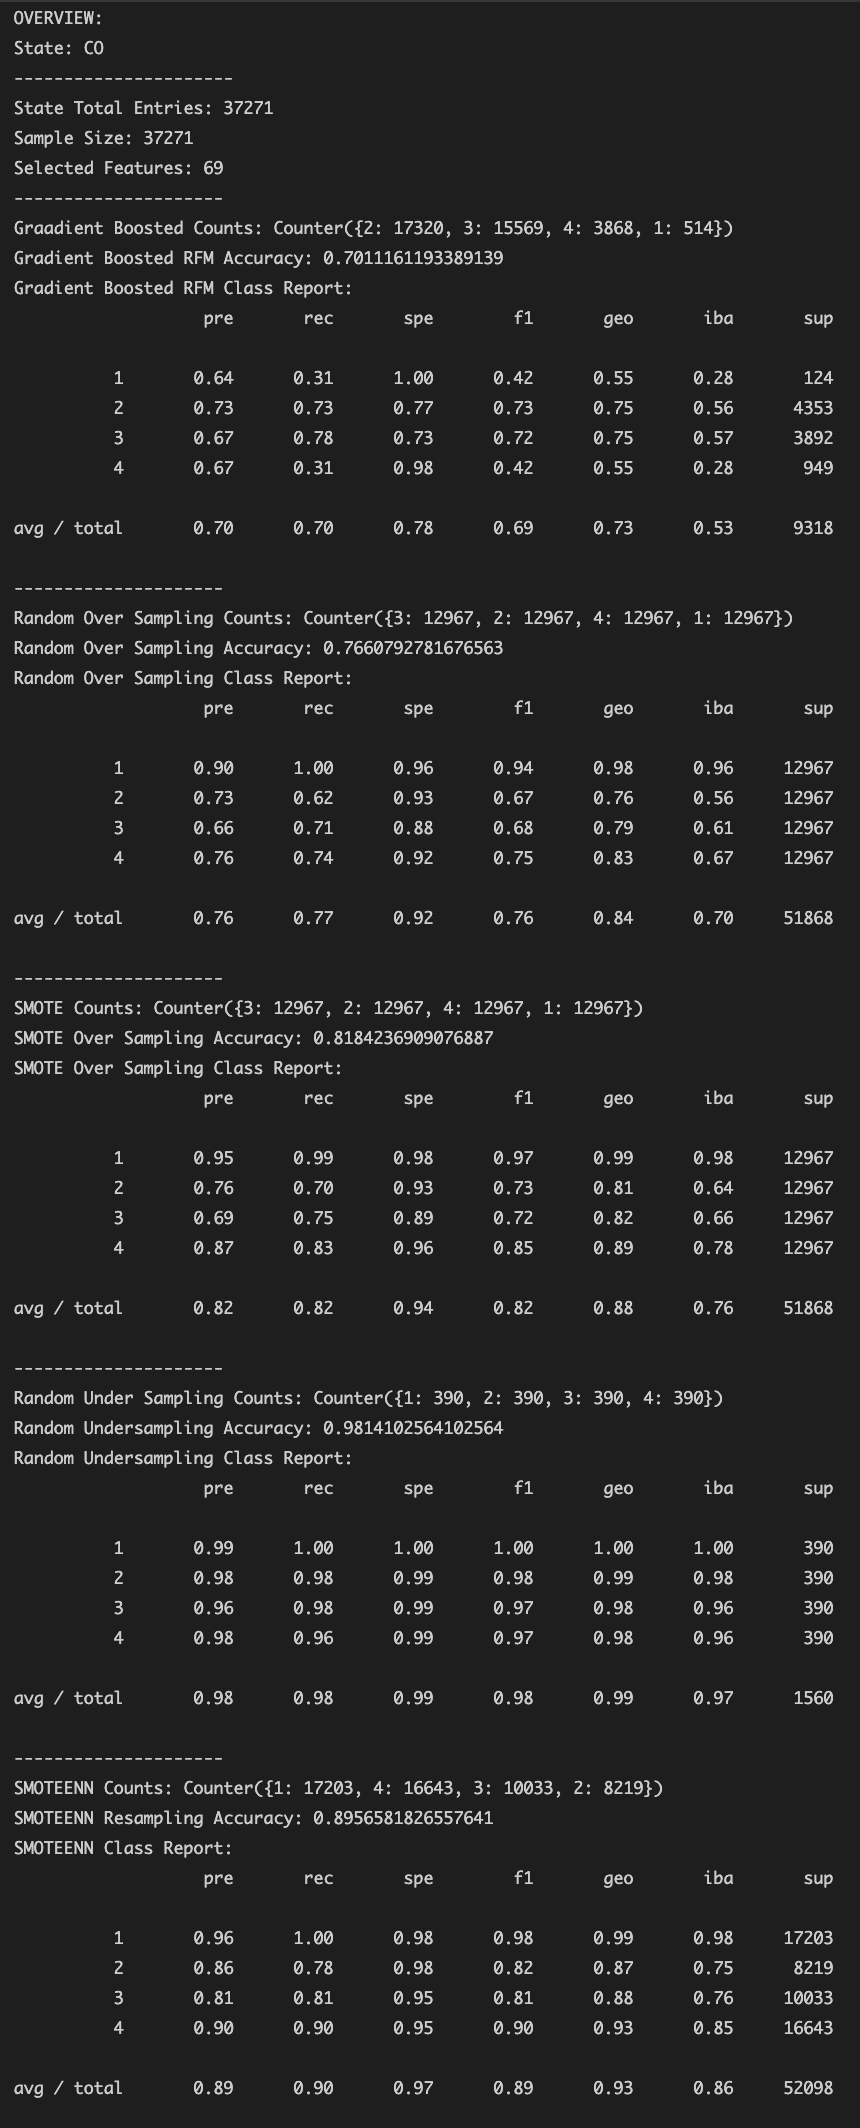 OVERVIEW:
State: CO
----------------------
State Total Entries: 37271
Sample Size: 37271
Selected Features: 69
---------------------
Graadient Boosted Counts: Counter({2: 17320, 3: 15569, 4: 3868, 1: 514})
Gradient Boosted RFM Accuracy: 0.7011161193389139
Gradient Boosted RFM Class Report:
pre rec spe f1 geo iba sup
1 0.64 0.31 1.00 0.42 0.55 0.28 124
2 0.73 0.73 0.77 0.73 0.75 0.56 4353
3 0.67 0.78 0.73 0.72 0.75 0.57 3892
4 0.67 0.31 0.98 0.42 0.55 0.28 949
avg / total 0.70 0.70 0.78 0.69 0.73 0.53 9318
---------------------
Random Over Sampling Counts: Counter({3: 12967, 2: 12967, 4: 12967, 1: 12967})
Random Over Sampling Accuracy: 0.7660792781676563
Random Over Sampling Class Report:
pre rec spe f1 geo iba sup
1 0.90 1.00 0.96 0.94 0.98 0.96 12967
2 0.73 0.62 0.93 0.67 0.76 0.56 12967
3 0.66 0.71 0.88 0.68 0.79 0.61 12967
4 0.76 0.74 0.92 0.75 0.83 0.67 12967
avg / total 0.76 0.77 0.92 0.76 0.84 0.70 51868
---------------------
SMOTE Counts: Counter({3: 12967, 2: 12967, 4: 12967, 1: 12967})
SMOTE Over Sampling Accuracy: 0.8184236909076887
SMOTE Over Sampling Class Report:
pre rec spe f1 geo iba sup
1 0.95 0.99 0.98 0.97 0.99 0.98 12967
2 0.76 0.70 0.93 0.73 0.81 0.64 12967
3 0.69 0.75 0.89 0.72 0.82 0.66 12967
4 0.87 0.83 0.96 0.85 0.89 0.78 12967
avg / total 0.82 0.82 0.94 0.82 0.88 0.76 51868
---------------------
Random Under Sampling Counts: Counter({1: 390, 2: 390, 3: 390, 4: 390})
Random Undersampling Accuracy: 0.9814102564102564
Random Undersampling Class Report:
pre rec spe f1 geo iba sup
1 0.99 1.00 1.00 1.00 1.00 1.00 390
2 0.98 0.98 0.99 0.98 0.99 0.98 390
3 0.96 0.98 0.99 0.97 0.98 0.96 390
4 0.98 0.96 0.99 0.97 0.98 0.96 390
avg / total 0.98 0.98 0.99 0.98 0.99 0.97 1560
---------------------
SMOTEENN Counts: Counter({1: 17203, 4: 16643, 3: 10033, 2: 8219})
SMOTEENN Resampling Accuracy: 0.8956581826557641
SMOTEENN Class Report:
pre rec spe f1 geo iba sup
1 0.96 1.00 0.98 0.98 0.99 0.98 17203
2 0.86 0.78 0.98 0.82 0.87 0.75 8219
3 0.81 0.81 0.95 0.81 0.88 0.76 10033
4 0.90 0.90 0.95 0.90 0.93 0.85 16643
avg / total 0.89 0.90 0.97 0.89 0.93 0.86 52098